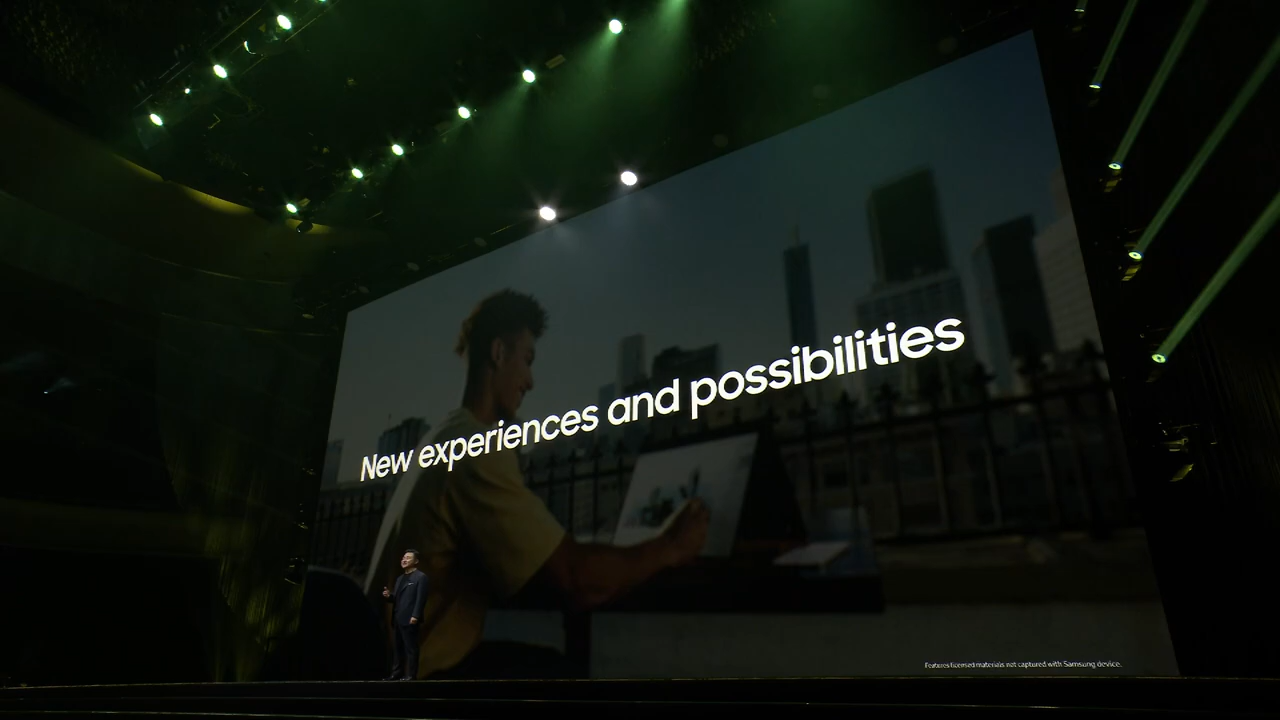 New experiences and possibilities
Features licensed materials not captured with Samsung device.